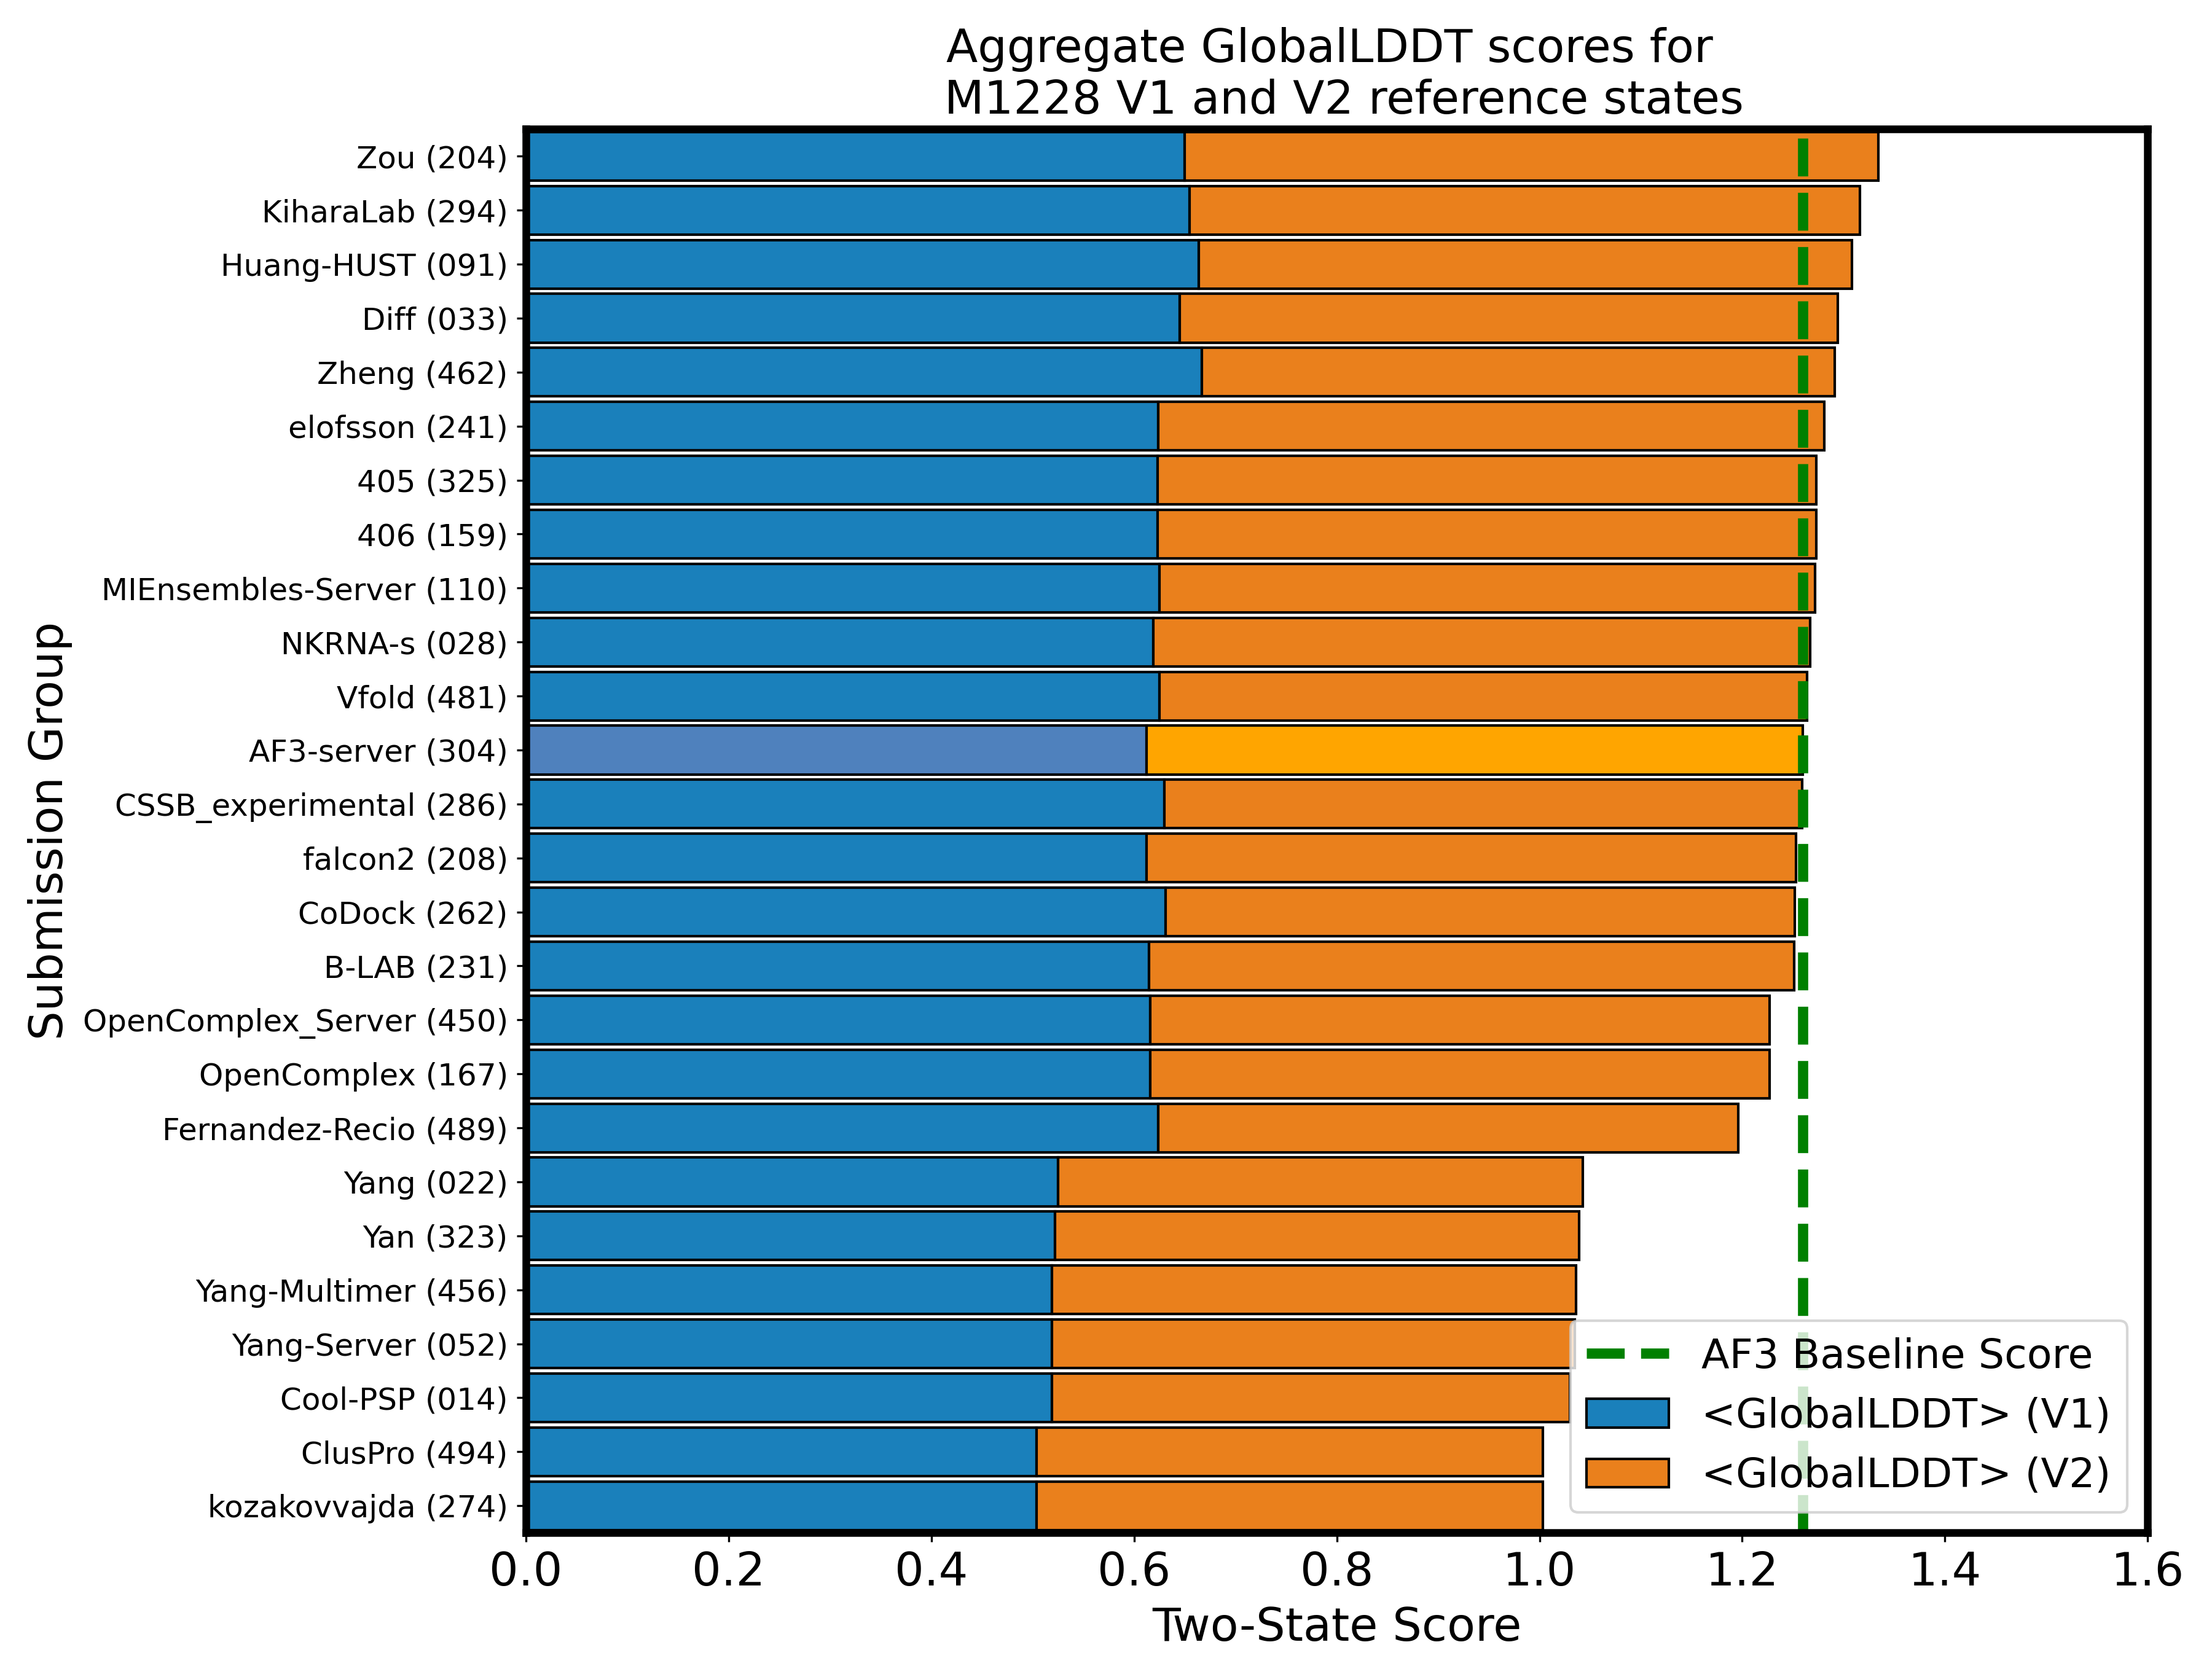 Aggregate GlobalLDDT scores for
M1228 V1 and V2 reference states
Submission Group
Zou (204)
KiharaLab (294)
Huang-HUST (091)
Diff (033)
Zheng (462)
elofsson (241)
405 (325)
406 (159)
MIEnsembles-Server (110)
NKRNA-s (028)
Vfold (481)
AF3-server (304)
CSSB_experimental (286)
falcon2 (208)
CoDock (262)
B-LAB (231)
OpenComplex_Server (450)
OpenComplex (167)
Fernandez-Recio (489)
Yang (022)
Yan (323)
Yang-Multimer (456)
Yang-Server (052)
Cool-PSP (014)
ClusPro (494)
kozakovvajda (274)
AF3 Baseline Score
<GlobalLDDT> (V1)
<GlobalLDDT> (V2)
0.0 0.2 0.4 0.6 0.8 1.0 1.2 1.4 1.6
Two-State Score